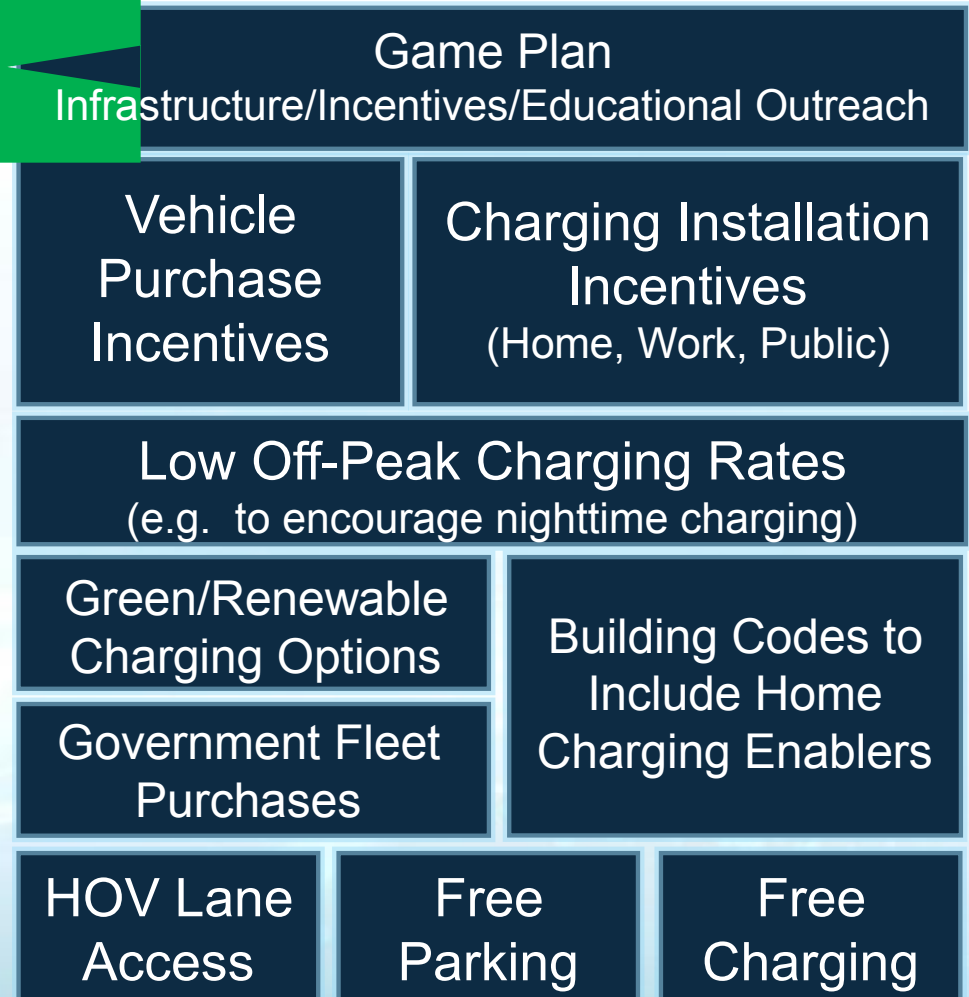 Game Plan
Infrastructure/Incentives/Educational Outreach
Vehicle
Purchase
Incentives
Charging Installation
Incentives
(Home, Work, Public)
Low Off-Peak Charging Rates
(e.g. to encourage nighttime charging)
Green/Renewable
Charging Options
Government Fleet
Purchases
Building Codes to
Include Home
Charging Enablers
HOV Lane
Access
Free
Parking
Free
Charging